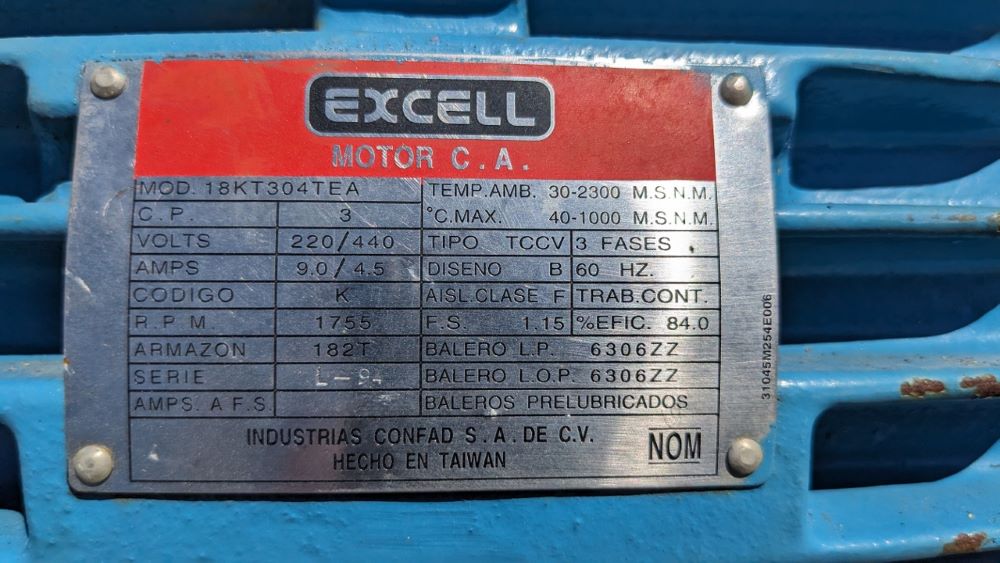 EXCELL
MOTOR C.A.
MOD. 18KT304TEA TEMP.AMB. 30-2300 M.S.N.M.
C.P. 3 °C.MAX. 40-1000 M.S.N.M.
VOLTS 220/440 TIPO TCCV 3 FASES
AMPS 9.0/4.5 DISENO B 60 HZ.
CODIGO K AISL.CLASE F TRAB.CONT.
R.P.M. 1755 F.S. 1.15 %EFIC. 84.0
ARMAZON 182T BALERO L.P. 6306ZZ
SERIE BALERO L.O.P. 6306ZZ
AMPS. A F.S. BALEROS PRELUBRICADOS
INDUSTRIAS CONFAD S.A. DE C.V.
HECHO EN TAIWAN
NOM
31045M254E006